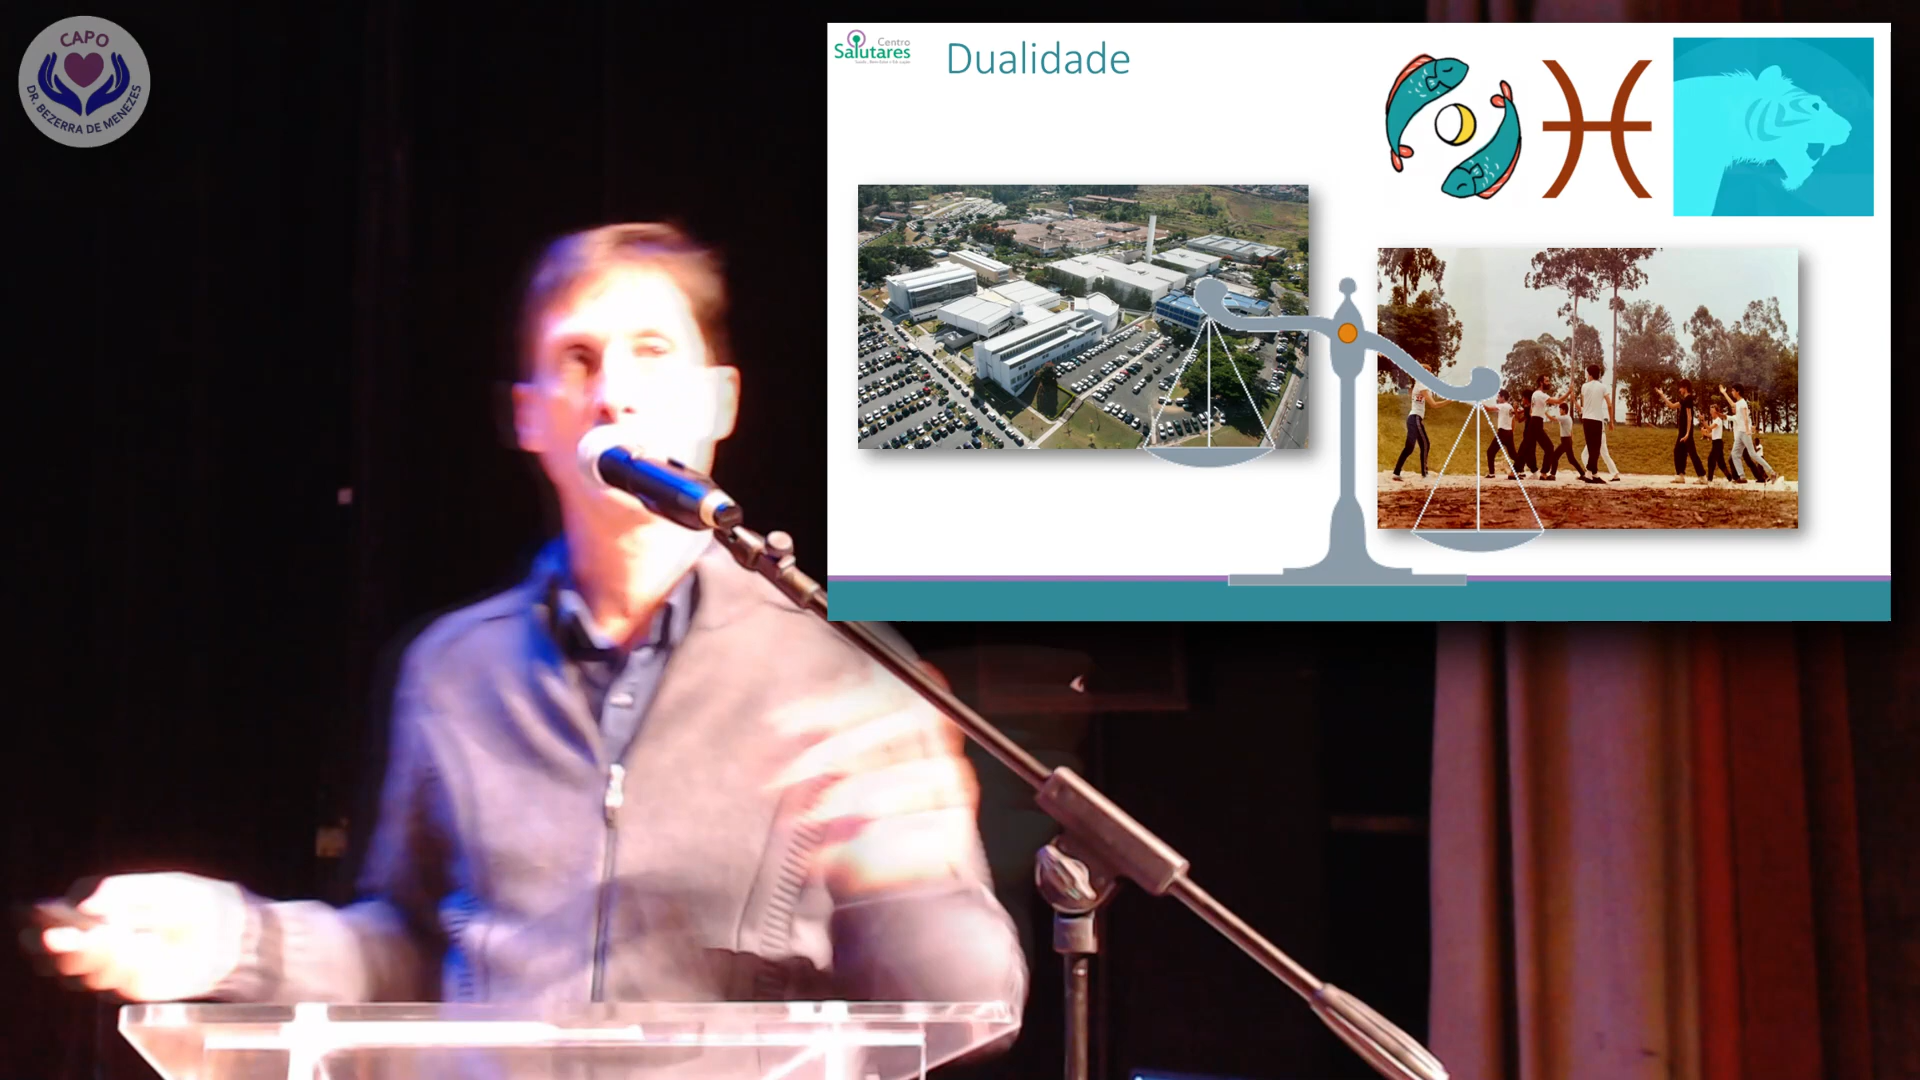 CAPO
DR. BEZERRA DE MENEZES
Centro
Salutares
Dualidade